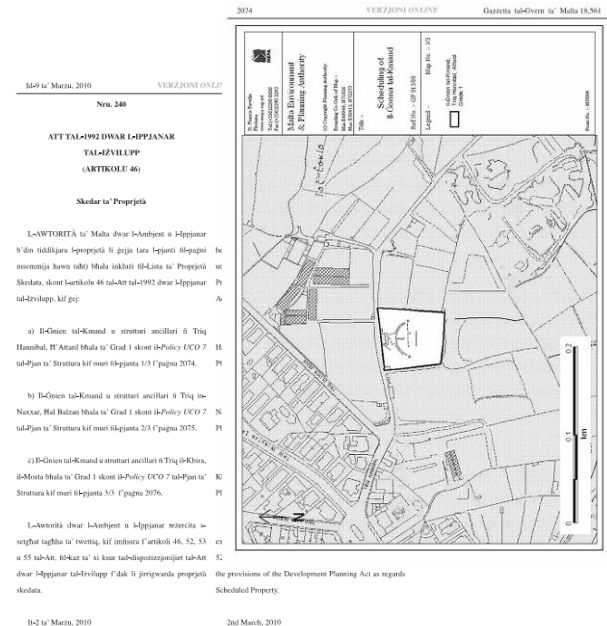 2074
VERŻJONI ONLINE
Gazzetta tal-Gvern ta' Malta 18,561
Id-9 ta' Marzu, 2010
VERŻJONI ONLI
Nru. 240
ATT TAL-1992 DWAR L-IPPJANAR
TAL-IŻVILUPP
(ARTIKOLU 46)
Skedar ta' Proprjetà
L-AWTORITÀ ta' Malta dwar l-Ambjent u l-Ippjanar
b'din tiddikjara l-proprjetà li ġejja (ara l-pjanti fil-paġni
msemmija hawn taħt) bħala inklużi fil-Lista ta' Proprjetà
Skedata, skont l-artikolu 46 tal-Att tal-1992 dwar l-Ippjanar
tal-Iżvilupp, kif ġej:
a) Il-Ġnien tal-Kmand u strutturi anċillari fi Triq
Hannibal, Ħ'Attard bħala ta' Grad 1 skont il-Policy UCO 7
tal-Pjan ta' Struttura kif muri fil-pjanta 1/3 f'paġna 2074.
b) Il-Ġnien tal-Kmand u strutturi anċillari fi Triq in-
Naxxar, Ħal Balzan bħala ta' Grad 1 skont il-Policy UCO 7
tal-Pjan ta' Struttura kif muri fil-pjanta 2/3 f'paġna 2075.
ċ) Il-Ġnien tal-Kmand u strutturi anċillari fi Triq il-Kbira,
il-Mosta bħala ta' Grad 1 skont il-Policy UCO 7 tal-Pjan ta'
Struttura kif muri fil-pjanta 3/3 f'paġna 2076.
L-Awtorità dwar l-Ambjent u l-Ippjanar teżerċita s-
setgħat tagħha ta' twettiq, kif imfissra f'artikoli 46, 52, 53
u 55 tal-Att, fil-każ ta' xi ksur tad-dispożizzjonijiet tal-Att
dwar l-Ippjanar tal-Iżvilupp f'dak li jirrigwarda proprjetà
skedata.
It-2 ta' Marzu, 2010
the provisions of the Development Planning Act as regards
Scheduled Property.
2nd March, 2010
Malta Environment
& Planning Authority
Title :-
Scheduling of
Il-Ġonna tal-Kmand
Legend :-
Map No. :- 1/3
N
0
0.1
0.2
km